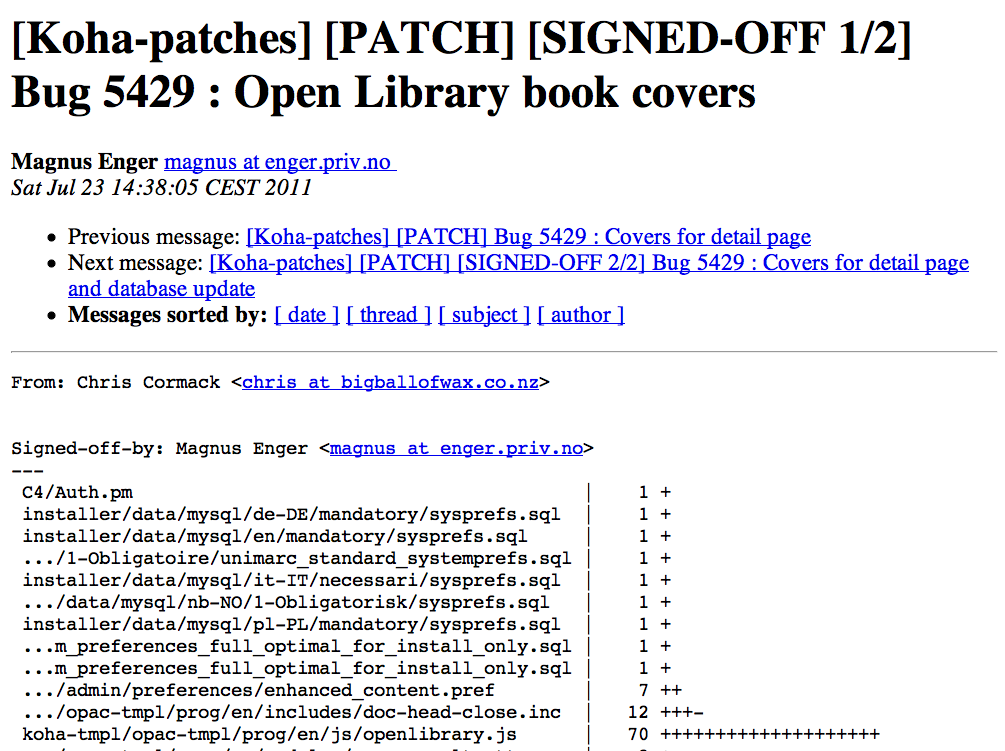 [Koha-patches] [PATCH] [SIGNED-OFF 1/2]
Bug 5429 : Open Library book covers
Magnus Enger magnus at enger.priv.no
Sat Jul 23 14:38:05 CEST 2011
• Previous message: [Koha-patches] [PATCH] Bug 5429 : Covers for detail page
• Next message: [Koha-patches] [PATCH] [SIGNED-OFF 2/2] Bug 5429 : Covers for detail page
and database update
• Messages sorted by: [ date ] [ thread ] [ subject ] [ author ]
From: Chris Cormack <chris at bigballofwax.co.nz>
Signed-off-by: Magnus Enger <magnus at enger.priv.no>
---
C4/Auth.pm | 1 +
installer/data/mysql/de-DE/mandatory/sysprefs.sql | 1 +
installer/data/mysql/en/mandatory/sysprefs.sql | 1 +
.../1-Obligatoire/unimarc_standard_systemprefs.sql | 1 +
installer/data/mysql/it-IT/necessari/sysprefs.sql | 1 +
.../data/mysql/nb-NO/1-Obligatorisk/sysprefs.sql | 1 +
installer/data/mysql/pl-PL/mandatory/sysprefs.sql | 1 +
...m_preferences_full_optimal_for_install_only.sql | 1 +
...m_preferences_full_optimal_for_install_only.sql | 1 +
.../admin/preferences/enhanced_content.pref | 7 ++
.../opac-tmpl/prog/en/includes/doc-head-close.inc | 12 +++-
koha-tmpl/opac-tmpl/prog/en/js/openlibrary.js | 70 ++++++++++++++++++++